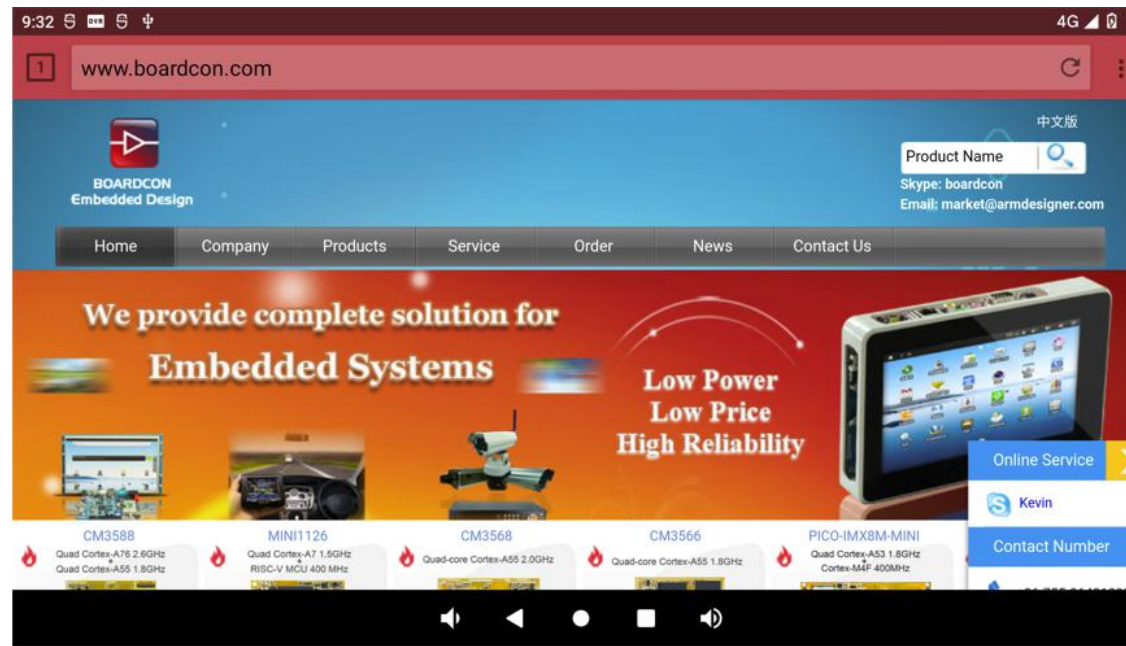 9:32
4G
1
www.boardcon.com
中文版
BOARDCON
Embedded Design
Product Name
Skype: boardcon
Email: market@armdesigner.com
Home Company Products Service Order News Contact Us
We provide complete solution for
Embedded Systems
Low Power
Low Price
High Reliability
Online Service
Kevin
Contact Number
CM3588
Quad Cortex-A76 2.6GHz
+
Quad Cortex-A55 1.8GHz
MINI1126
Quad Cortex-A7 1.5GHz
+
RISC-V MCU 400 MHz
CM3568
Quad-core Cortex-A55 2.0GHz
CM3566
Quad-core Cortex-A55 1.8GHz
PICO-IMX8M-MINI
Quad Cortex-A53 1.8GHz
+
Cortex-M4F 400MHz